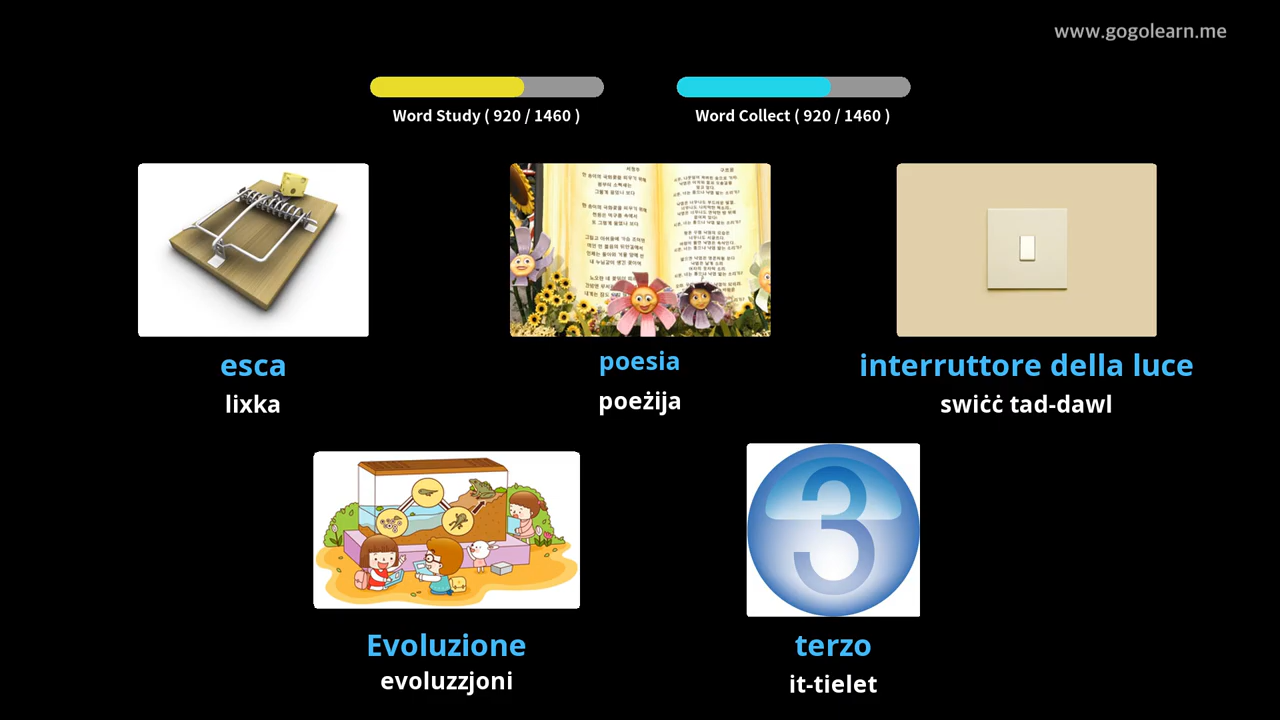 www.gogolearn.me
Word Study ( 920 / 1460 )
Word Collect ( 920 / 1460 )
esca
lixka
poesia
poeżija
interruttore della luce
swiċċ tad-dawl
3
Evoluzione
evoluzzjoni
terzo
it-tielet